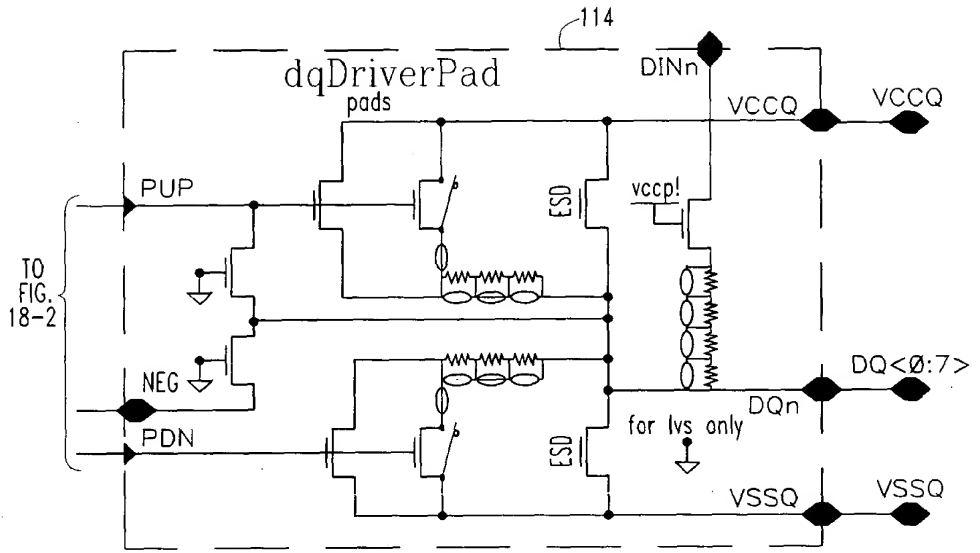 114
dqDriverPad
pads
DINn
VCCQ
VCCQ
PUP
ESD
vccp!
TO
FIG.
18-2
NEG
DQ<Ø:7>
DQn
for lvs only
PDN
ESD
VSSQ
VSSQ